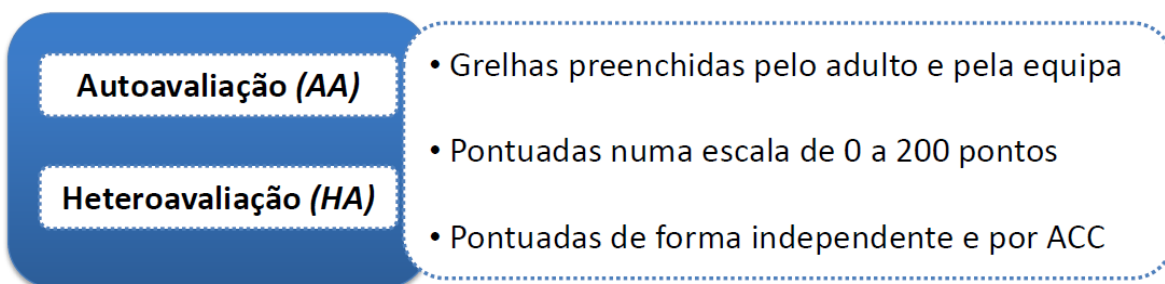 Autoavaliação (AA)
Heteroavaliação (HA)
• Grelhas preenchidas pelo adulto e pela equipa
• Pontuadas numa escala de 0 a 200 pontos
• Pontuadas de forma independente e por ACC